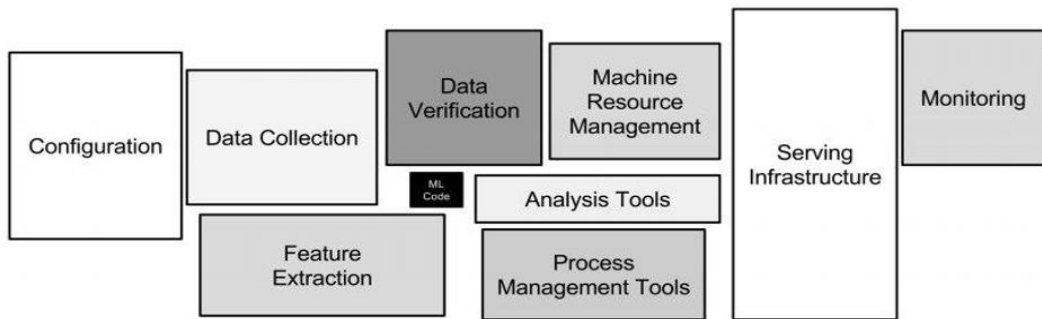 Configuration
Data Collection
Feature
Extraction
Data
Verification
ML
Code
Machine
Resource
Management
Analysis Tools
Process
Management Tools
Serving
Infrastructure
Monitoring